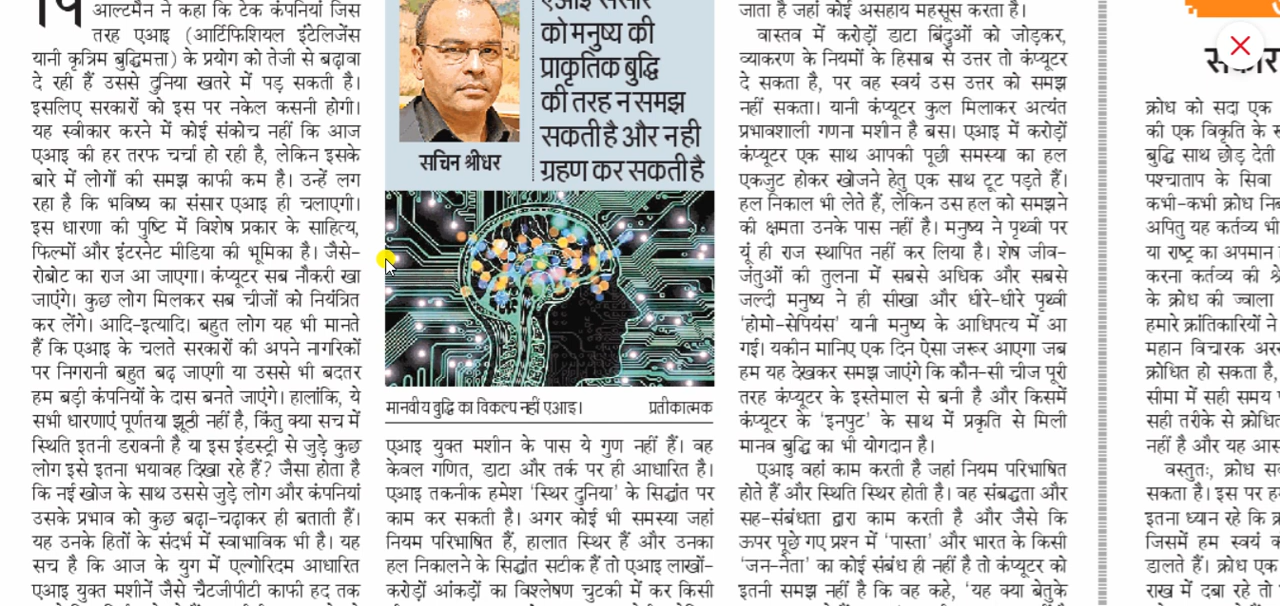 आल्टमैन ने कहा कि टेक कंपनियां जिस
तरह एआइ (आर्टिफिशियल इंटेलिजेंस
यानी कृत्रिम बुद्धिमत्ता) के प्रयोग को तेजी से बढ़ावा
दे रही हैं उससे दुनिया खतरे में पड़ सकती है।
इसलिए सरकारों को इस पर नकेल कसनी होगी।
यह स्वीकार करने में कोई संकोच नहीं कि आज
एआइ की हर तरफ चर्चा हो रही है, लेकिन इसके
बारे में लोगों की समझ काफी कम है। उन्हें लग
रहा है कि भविष्य का संसार एआइ ही चलाएगी।
इस धारणा की पुष्टि में विशेष प्रकार के साहित्य,
फिल्मों और इंटरनेट मीडिया की भूमिका है। जैसे-
रोबोट का राज आ जाएगा। कंप्यूटर सब नौकरी खा
जाएंगे। कुछ लोग मिलकर सब चीजों को नियंत्रित
कर लेंगे। आदि-इत्यादि। बहुत लोग यह भी मानते
हैं कि एआइ के चलते सरकारों की अपने नागरिकों
पर निगरानी बहुत बढ़ जाएगी या उससे भी बदतर
हम बड़ी कंपनियों के दास बनते जाएंगे। हालांकि, ये
सभी धारणाएं पूर्णतया झूठी नहीं है, किंतु क्या सच में
स्थिति इतनी डरावनी है या इस इंडस्ट्री से जुड़े कुछ
लोग इसे इतना भयावह दिखा रहे हैं? जैसा होता है
कि नई खोज के साथ उससे जुड़े लोग और कंपनियां
उसके प्रभाव को कुछ बढ़ा-चढ़ाकर ही बताती हैं।
यह उनके हितों के संदर्भ में स्वाभाविक भी है। यह
सच है कि आज के युग में एल्गोरिदम आधारित
एआइ युक्त मशीनें जैसे चैटजीपीटी काफी हद तक
एआइ संसार
को मनुष्य की
प्राकृतिक बुद्धि
की तरह न समझ
सकती है और न ही
ग्रहण कर सकती है
सचिन श्रीधर
मानवीय बुद्धि का विकल्प नहीं एआइ। प्रतीकात्मक
एआइ युक्त मशीन के पास ये गुण नहीं हैं। वह
केवल गणित, डाटा और तर्क पर ही आधारित है।
एआइ तकनीक हमेशा 'स्थिर दुनिया' के सिद्धांत पर
काम कर सकती है। अगर कोई भी समस्या जहां
नियम परिभाषित हैं, हालात स्थिर हैं और उनका
हल निकालने के सिद्धांत सटीक हैं तो एआइ लाखों-
करोड़ों आंकड़ों का विश्लेषण चुटकी में कर किसी
जाता है जहां कोई असहाय महसूस करता है।
वास्तव में करोड़ों डाटा बिंदुओं को जोड़कर,
व्याकरण के नियमों के हिसाब से उत्तर तो कंप्यूटर
दे सकता है, पर वह स्वयं उस उत्तर को समझ
नहीं सकता। यानी कंप्यूटर कुल मिलाकर अत्यंत
प्रभावशाली गणना मशीन है बस। एआइ में करोड़ों
कंप्यूटर एक साथ आपकी पूछी समस्या का हल
एकजुट होकर खोजने हेतु एक साथ टूट पड़ते हैं।
हल निकाल भी लेते हैं, लेकिन उस हल को समझने
की क्षमता उनके पास नहीं है। मनुष्य ने पृथ्वी पर
यूं ही राज स्थापित नहीं कर लिया है। शेष जीव-
जंतुओं की तुलना में सबसे अधिक और सबसे
जल्दी मनुष्य ने ही सीखा और धीरे-धीरे पृथ्वी
'होमो-सेपियंस' यानी मनुष्य के आधिपत्य में आ
गई। यकीन मानिए एक दिन ऐसा जरूर आएगा जब
हम यह देखकर समझ जाएंगे कि कौन-सी चीज पूरी
तरह कंप्यूटर के इस्तेमाल से बनी है और किसमें
कंप्यूटर के 'इनपुट' के साथ में प्रकृति से मिली
मानव बुद्धि का भी योगदान है।
एआइ वहां काम करती है जहां नियम परिभाषित
होते हैं और स्थिति स्थिर होती है। वह संबद्धता और
सह-संबंधता द्वारा काम करती है और जैसे कि
ऊपर पूछे गए प्रश्न में 'पास्ता' और भारत के किसी
'जन-नेता' का कोई संबंध ही नहीं है तो कंप्यूटर को
इतनी समझ नहीं है कि वह कहे, 'यह क्या बेतुके
क्रोध को सदा एक
की एक विकृति के
बुद्धि साथ छोड़ देती
पश्चाताप के सिवा
कभी-कभी क्रोध
अपितु यह कर्तव्य भी
या राष्ट्र का अपमान
करना कर्तव्य की
के क्रोध की ज्वाला
हमारे क्रांतिकारियों ने
महान विचारक
क्रोधित हो सकता है,
सीमा में सही समय
सही तरीके से
नहीं है और यह
वस्तुतः, क्रोध
सकता है। इस पर
इतना ध्यान रहे कि
जिसमें हम स्वयं
डालते हैं। क्रोध एक
राख में दबा रहे तो